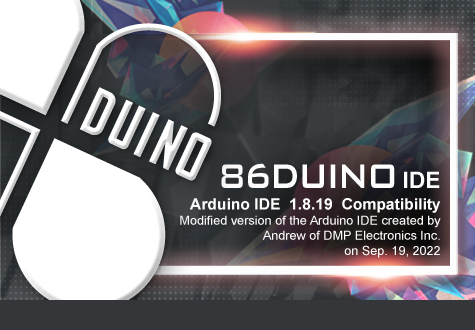 DUINO
86DUINO IDE
Arduino IDE 1.8.19 Compatibility
Modified version of the Arduino IDE created by
Andrew of DMP Electronics Inc.
on Sep. 19, 2022